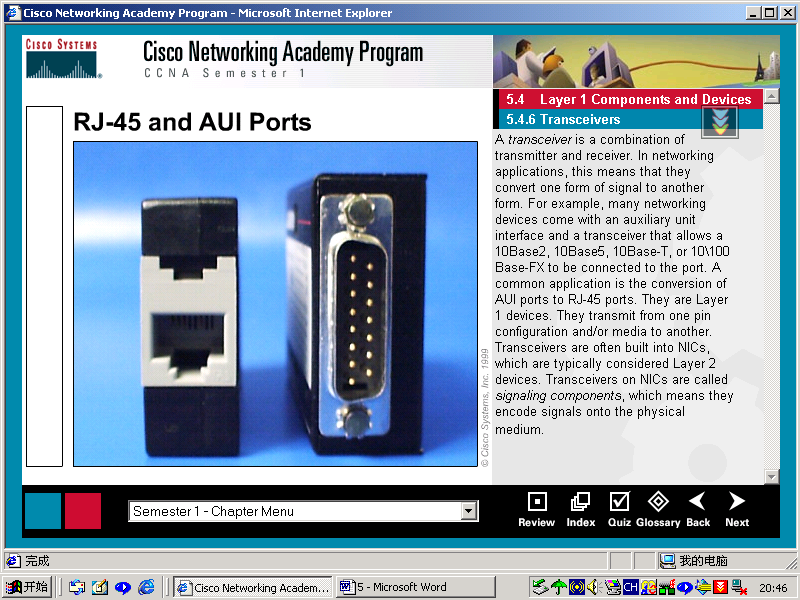 Cisco Networking Academy Program - Microsoft Internet Explorer
CISCO SYSTEMS
Cisco Networking Academy Program
CCNA Semester 1
5.4 Layer 1 Components and Devices
5.4.6 Transceivers
RJ-45 and AUI Ports
© Cisco Systems, Inc. 1999
A transceiver is a combination of
transmitter and receiver. In networking
applications, this means that they
convert one form of signal to another
form. For example, many networking
devices come with an auxiliary unit
interface and a transceiver that allows a
10Base2, 10Base5, 10Base-T, or 10\100
Base-FX to be connected to the port. A
common application is the conversion of
AUI ports to RJ-45 ports. They are Layer
1 devices. They transmit from one pin
configuration and/or media to another.
Transceivers are often built into NICs,
which are typically considered Layer 2
devices. Transceivers on NICs are called
signaling components, which means they
encode signals onto the physical
medium.
Semester 1 - Chapter Menu
Review Index Quiz Glossary Back Next
完成
我的电脑
开始
Cisco Networking Academ...
5 - Microsoft Word
CH
20:46